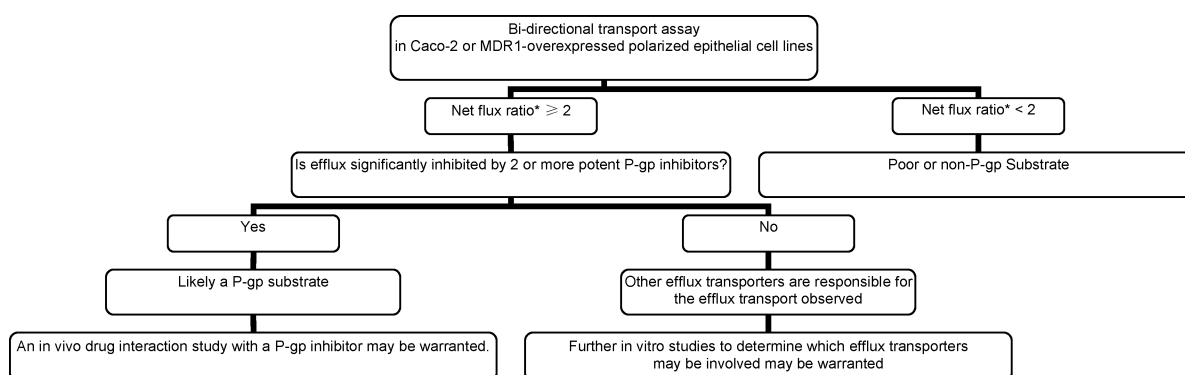 Bi-directional transport assay
in Caco-2 or MDR1-overexpressed polarized epithelial cell lines
Net flux ratio* ⩾ 2
Net flux ratio* < 2
Is efflux significantly inhibited by 2 or more potent P-gp inhibitors?
Poor or non-P-gp Substrate
Yes
No
Likely a P-gp substrate
Other efflux transporters are responsible for
the efflux transport observed
An in vivo drug interaction study with a P-gp inhibitor may be warranted.
Further in vitro studies to determine which efflux transporters
may be involved may be warranted